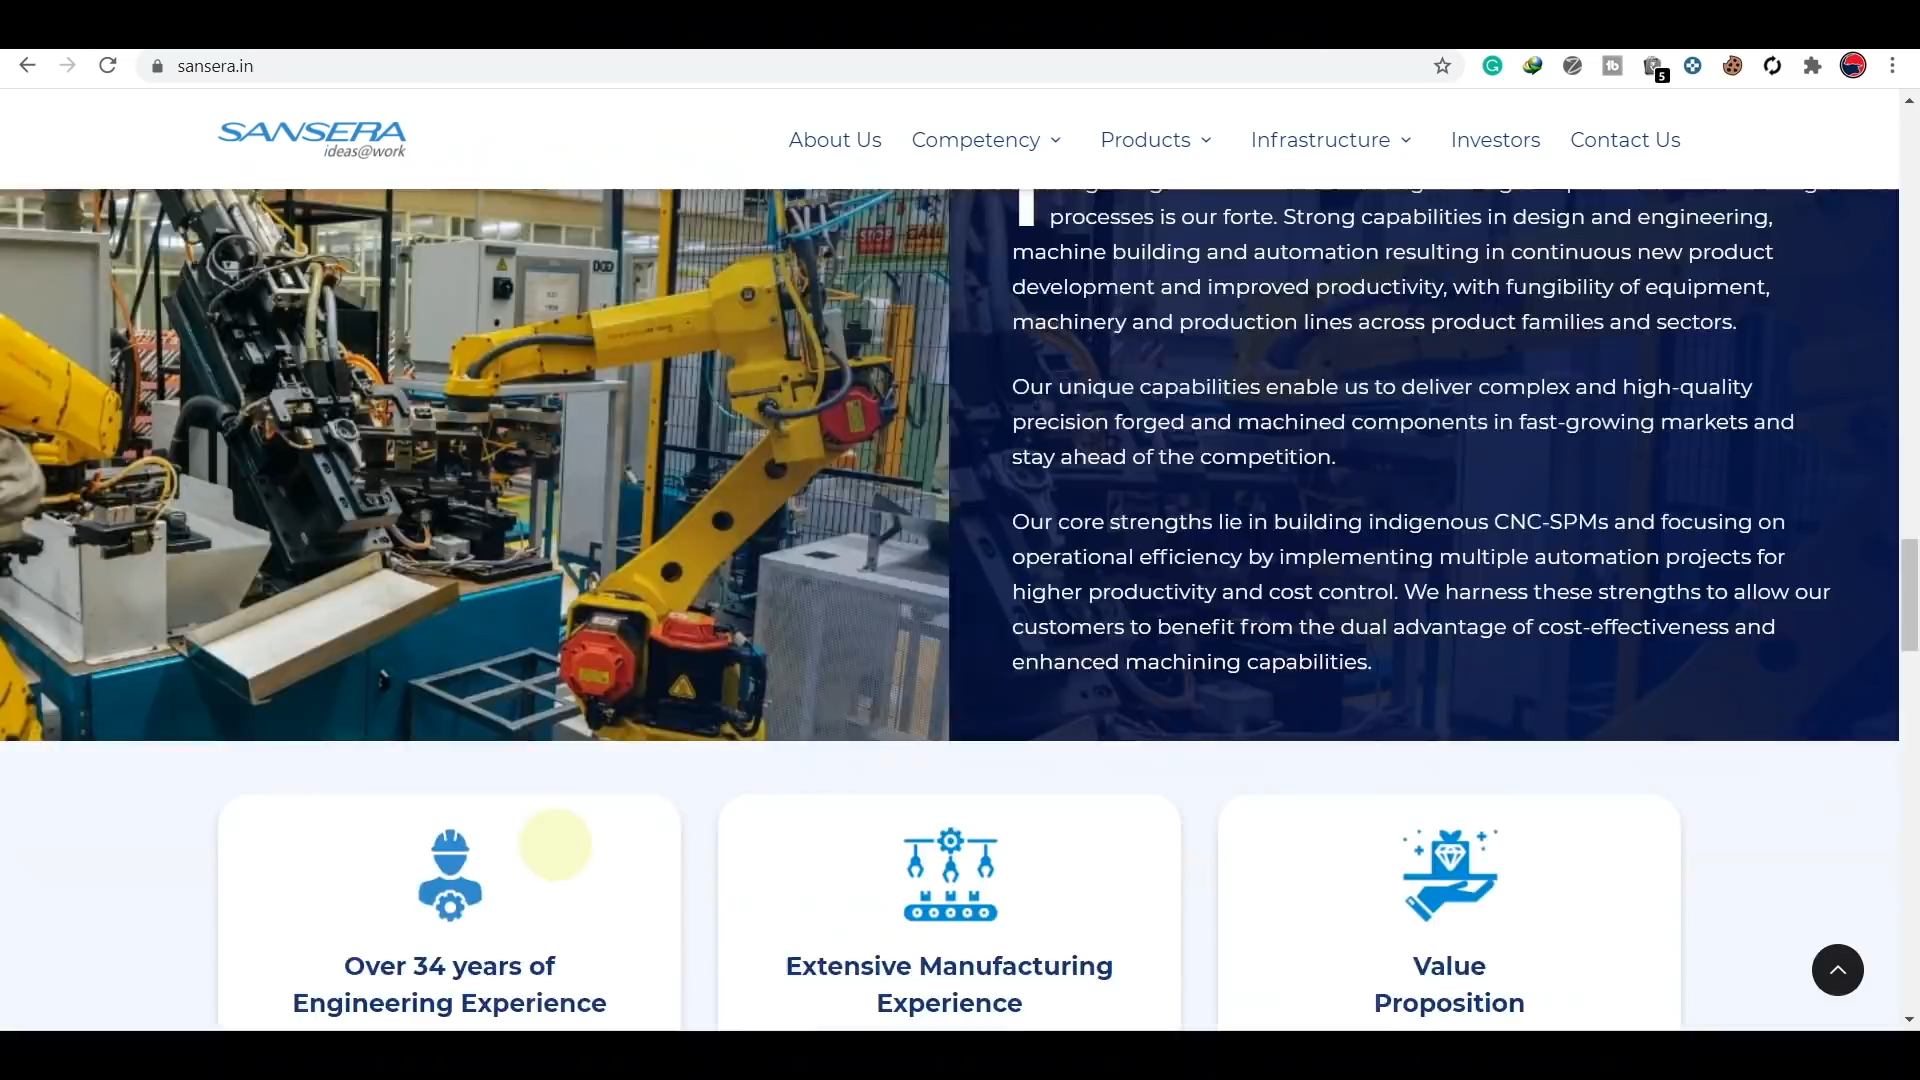 sansera.in
5
SANSERA
ideas@work
About Us
Competency
Products
Infrastructure
Investors
Contact Us
STOP
processes is our forte. Strong capabilities in design and engineering,
machine building and automation resulting in continuous new product
development and improved productivity, with fungibility of equipment,
machinery and production lines across product families and sectors.
Our unique capabilities enable us to deliver complex and high-quality
precision forged and machined components in fast-growing markets and
stay ahead of the competition.
Our core strengths lie in building indigenous CNC-SPMs and focusing on
operational efficiency by implementing multiple automation projects for
higher productivity and cost control. We harness these strengths to allow our
customers to benefit from the dual advantage of cost-effectiveness and
enhanced machining capabilities.
Over 34 years of
Engineering Experience
Extensive Manufacturing
Experience
Value
Proposition